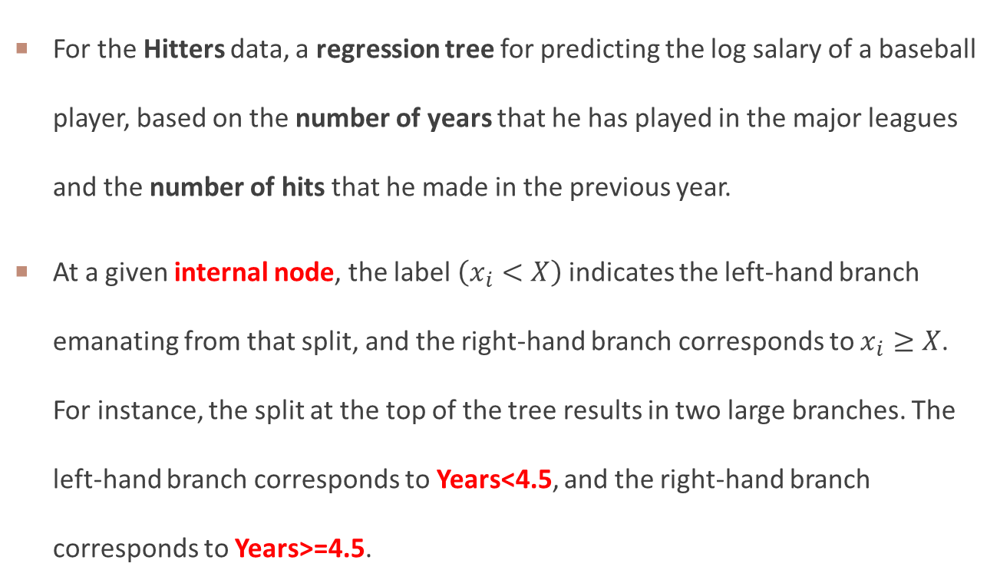 ▪ For the Hitters data, a regression tree for predicting the log salary of a baseball
player, based on the number of years that he has played in the major leagues
and the number of hits that he made in the previous year.
▪ At a given internal node, the label (xᵢ < X) indicates the left-hand branch
emanating from that split, and the right-hand branch corresponds to xᵢ ≥ X.
For instance, the split at the top of the tree results in two large branches. The
left-hand branch corresponds to Years<4.5, and the right-hand branch
corresponds to Years>=4.5.